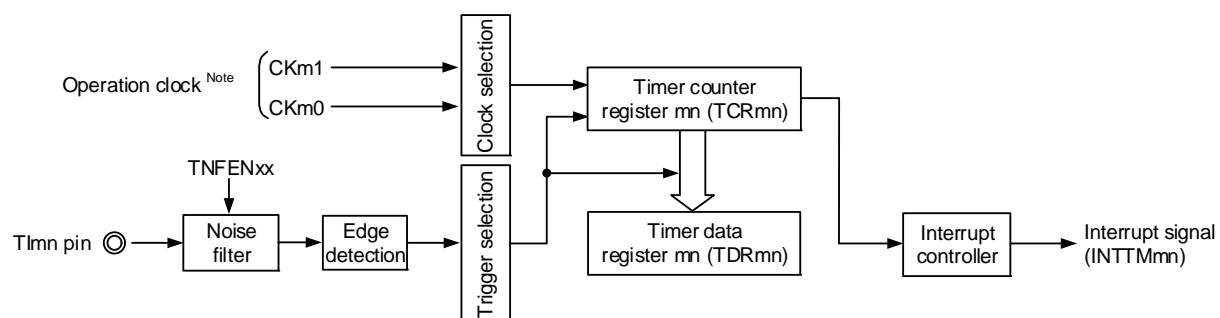 Operation clock Note
CKm1
CKm0
Clock selection
Timer counter
register mn (TCRmn)
TNFENxx
TImn pin
Noise
filter
Edge
detection
Trigger selection
Timer data
register mn (TDRmn)
Interrupt
controller
Interrupt signal
(INTTMmn)